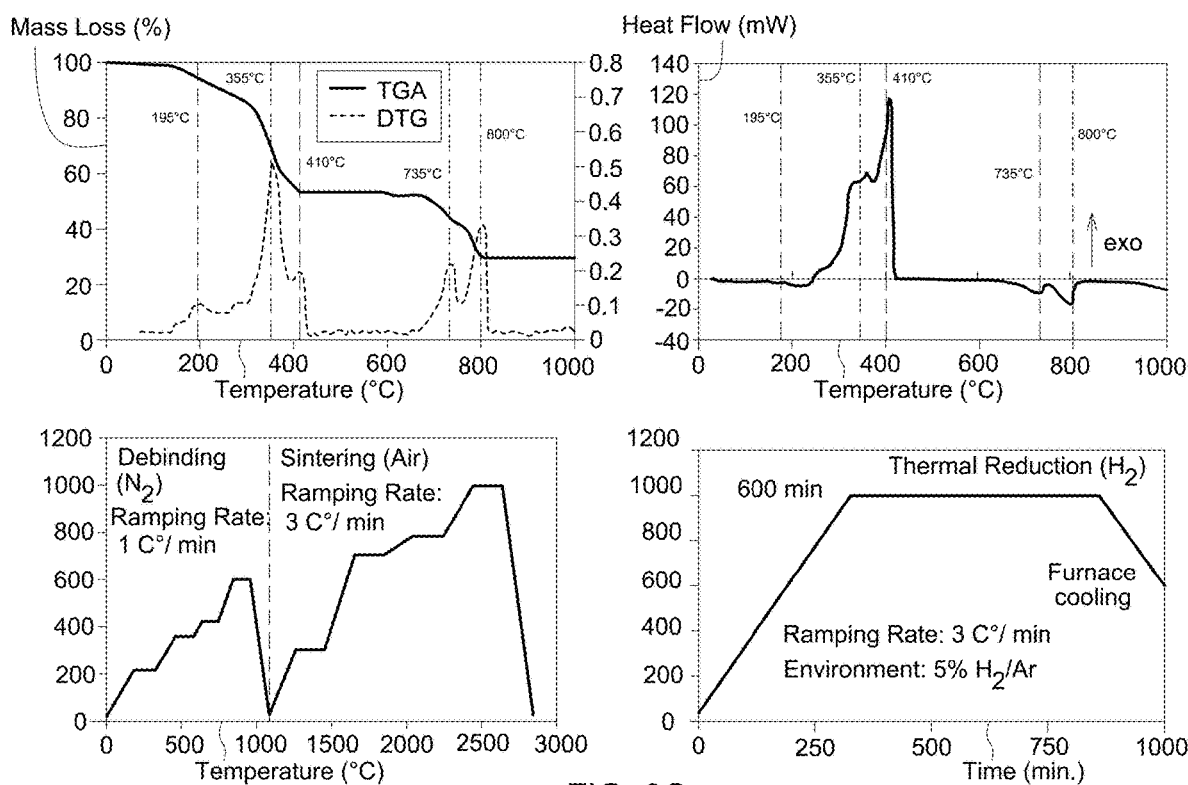 Mass Loss (%)
100
80
60
40
20
0
0.8
0.7
0.6
0.5
0.4
0.3
0.2
0.1
0
195°C
355°C
410°C
735°C
800°C
TGA
DTG
0 200 400 600 800 1000
Temperature (°C)
Heat Flow (mW)
140
120
100
80
60
40
20
0
-20
-40
195°C
355°C
410°C
735°C
800°C
exo
0 200 400 600 800 1000
Temperature (°C)
1200
1000
800
600
400
200
0
Debinding
(N2)
Ramping Rate:
1 C°/ min
Sintering (Air)
Ramping Rate:
3 C°/ min
0 500 1000 1500 2000 2500 3000
Temperature (°C)
1200
1000
800
600
400
200
0
Thermal Reduction (H2)
600 min
Furnace
cooling
Ramping Rate: 3 C°/ min
Environment: 5% H2/Ar
0 250 500 750 1000
Time (min.)